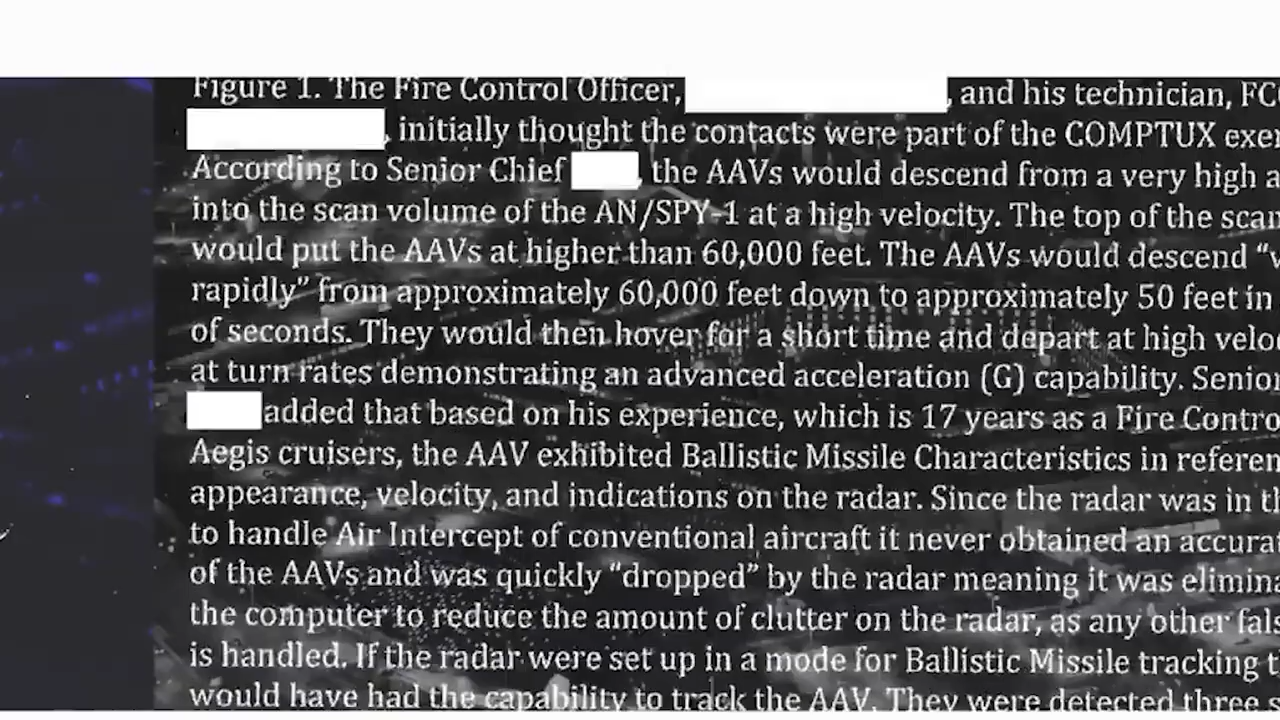 Figure 1. The Fire Control Officer, , and his technician, FC
, initially thought the contacts were part of the COMPTUX exer
According to Senior Chief , the AAVs would descend from a very high a
into the scan volume of the AN/SPY-1 at a high velocity. The top of the scan
would put the AAVs at higher than 60,000 feet. The AAVs would descend “v
rapidly” from approximately 60,000 feet down to approximately 50 feet in
of seconds. They would then hover for a short time and depart at high velo
at turn rates demonstrating an advanced acceleration (G) capability. Senior
added that based on his experience, which is 17 years as a Fire Contro
Aegis cruisers, the AAV exhibited Ballistic Missile Characteristics in referen
appearance, velocity, and indications on the radar. Since the radar was in th
to handle Air Intercept of conventional aircraft it never obtained an accurat
of the AAVs and was quickly “dropped” by the radar meaning it was elimina
the computer to reduce the amount of clutter on the radar, as any other fals
is handled. If the radar were set up in a mode for Ballistic Missile tracking t
would have had the capability to track the AAV. They were detected three s